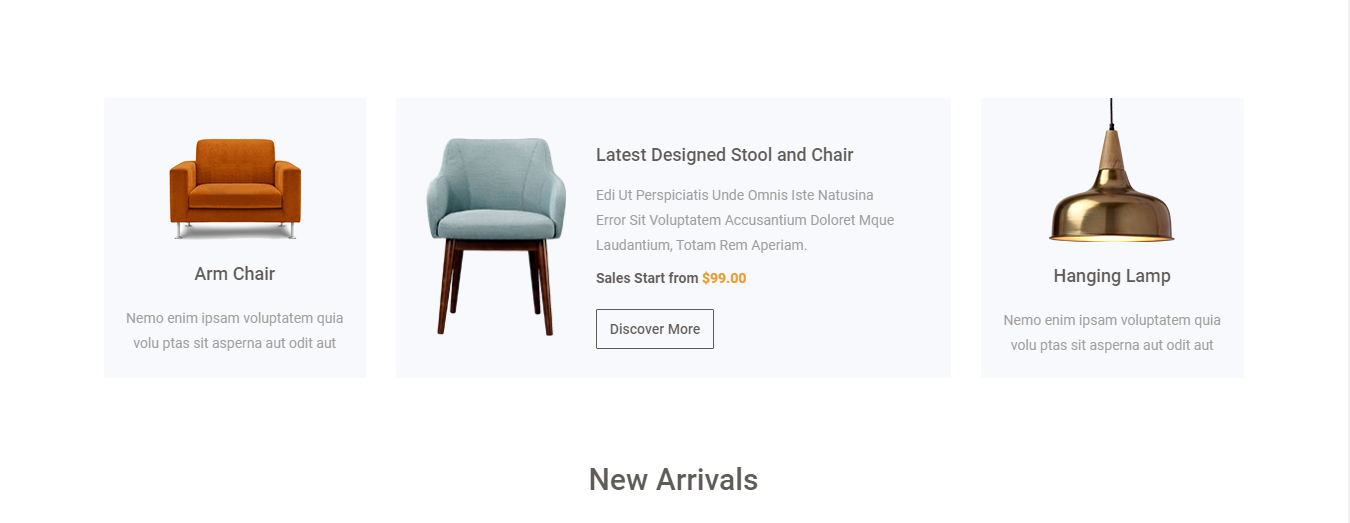 Arm Chair
Nemo enim ipsam voluptatem quia
volu ptas sit asperna aut odit aut
Latest Designed Stool and Chair
Edi Ut Perspiciatis Unde Omnis Iste Natusina
Error Sit Voluptatem Accusantium Doloret Mque
Laudantium, Totam Rem Aperiam.
Sales Start from $99.00
Discover More
Hanging Lamp
Nemo enim ipsam voluptatem quia
volu ptas sit asperna aut odit aut
New Arrivals